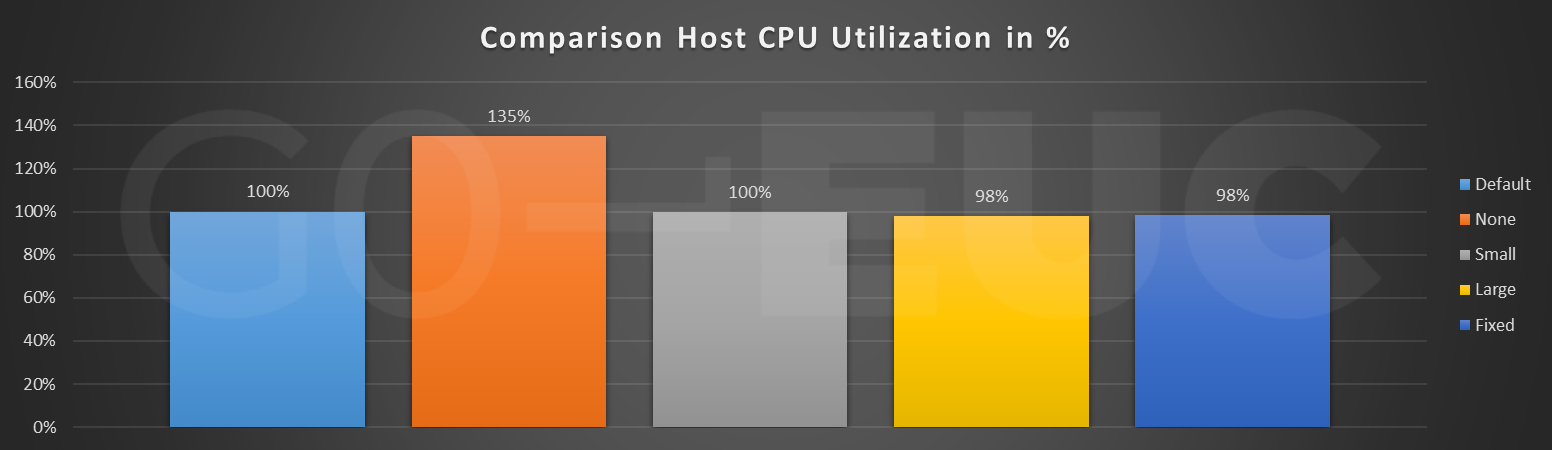 Comparison Host CPU Utilization in %
160%
140%
120%
100%
80%
60%
40%
20%
0%
100%
135%
100%
98%
98%
Default
None
Small
Large
Fixed
GO EUC